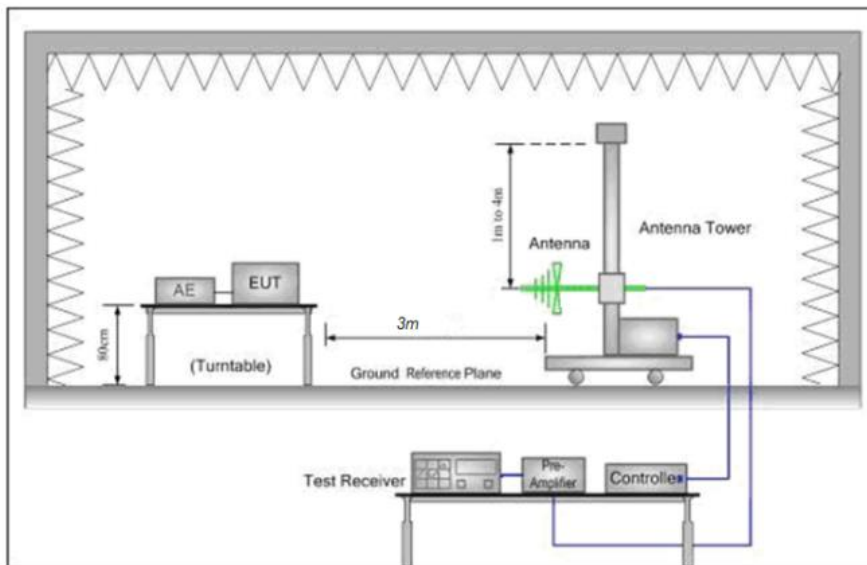 1m to 4m
Antenna
Antenna Tower
AE
EUT
80cm
3m
(Turntable)
Ground Reference Plane
Test Receiver
Pre-
Amplifier
Controlle